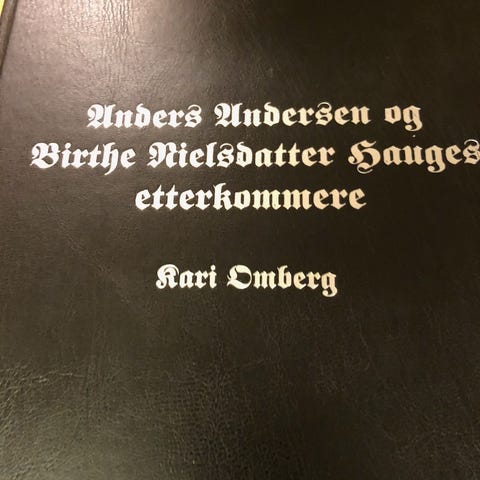 Anders Andersen og
Birthe Nielsdatter Hauges
etterkommere
Kari Omberg